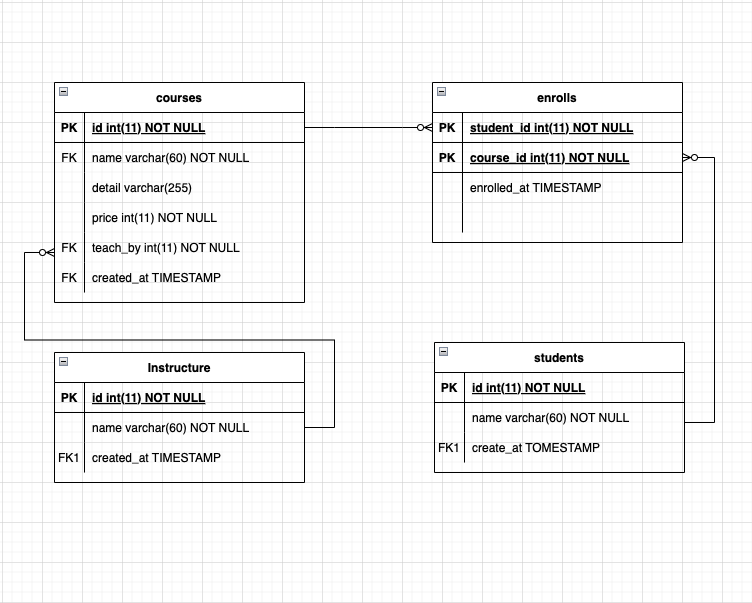 courses
PK id int(11) NOT NULL
FK name varchar(60) NOT NULL
detail varchar(255)
price int(11) NOT NULL
FK teach_by int(11) NOT NULL
FK created_at TIMESTAMP
enrolls
PK student_id int(11) NOT NULL
PK course_id int(11) NOT NULL
enrolled_at TIMESTAMP
Instructure
PK id int(11) NOT NULL
name varchar(60) NOT NULL
FK1 created_at TIMESTAMP
students
PK id int(11) NOT NULL
name varchar(60) NOT NULL
FK1 create_at TOMESTAMP